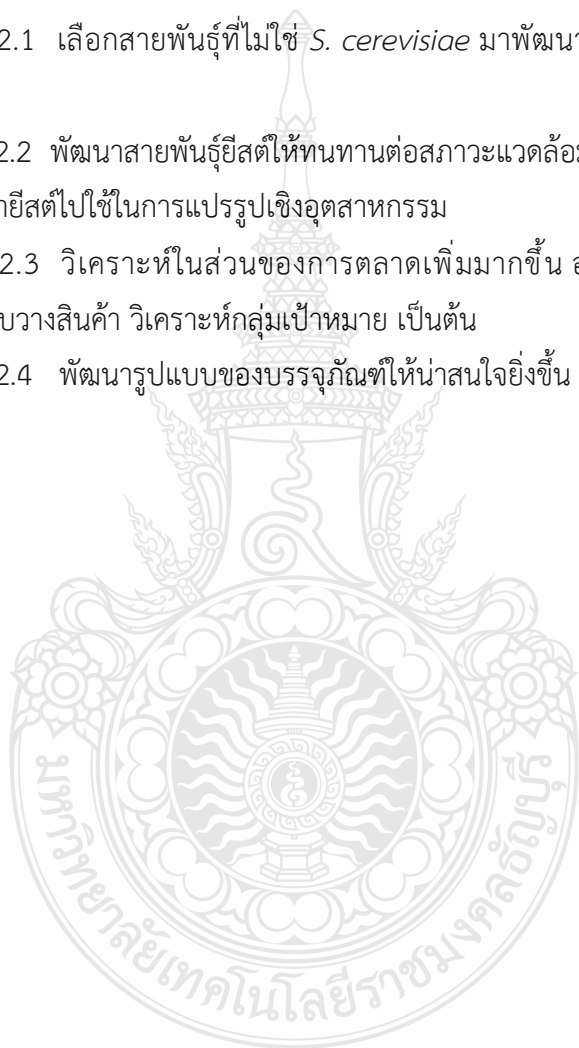 2.1 เลือกสายพันธุ์ที่ไม่ใช่ S. cerevisiae มาพัฒนา
2.2 พัฒนาสายพันธุ์ยีสต์ให้ทนทานต่อสภาวะแวดล้อม
ยีสต์ไปใช้ในการแปรรูปเชิงอุตสาหกรรม
2.3 วิเคราะห์ในส่วนของการตลาดเพิ่มมากขึ้น
บวางสินค้า วิเคราะห์กลุ่มเป้าหมาย เป็นต้น
2.4 พัฒนารูปแบบของบรรจุภัณฑ์ให้น่าสนใจยิ่งขึ้น
มหาวิทยาลัยเทคโนโลยีราชมงคลธัญบุรี